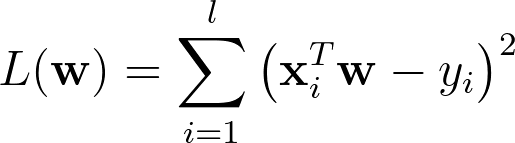 L(𝐰) = ∑_{i=1}^{l} (𝐱_i^T 𝐰 − y_i)^2